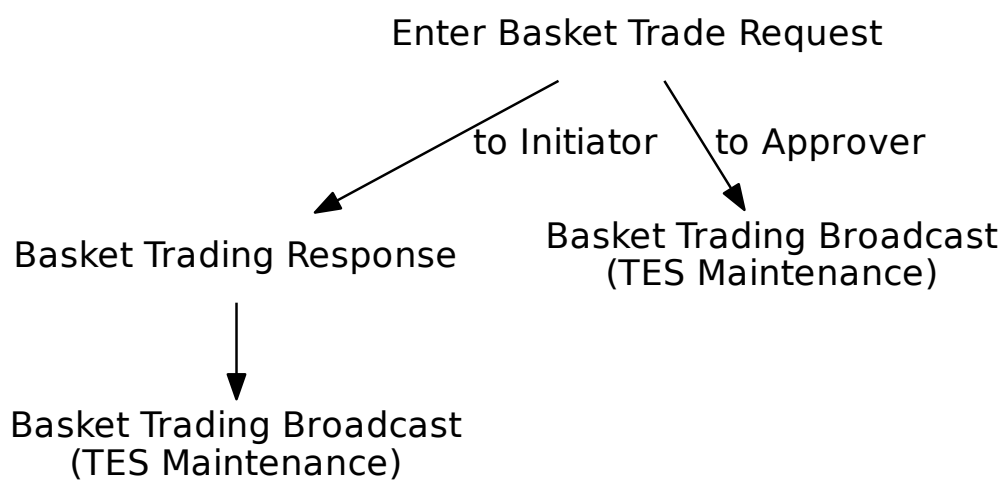 Enter Basket Trade Request
to Initiator
to Approver
Basket Trading Response
Basket Trading Broadcast
(TES Maintenance)
Basket Trading Broadcast
(TES Maintenance)